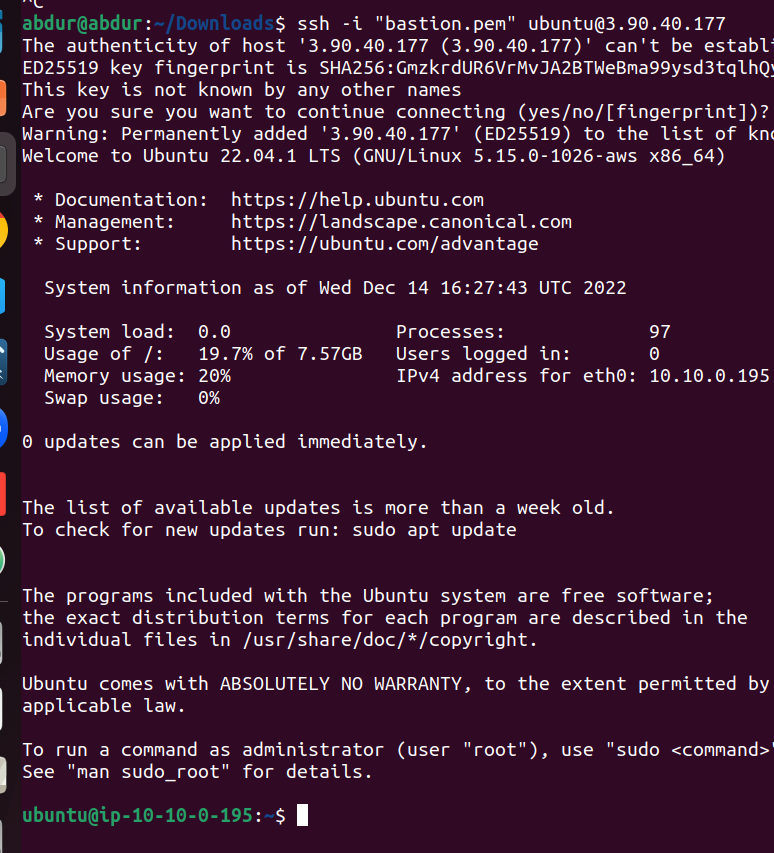 ^C
abdur@abdur:~/Downloads$ ssh -i "bastion.pem" ubuntu@3.90.40.177
The authenticity of host '3.90.40.177 (3.90.40.177)' can't be establi
ED25519 key fingerprint is SHA256:GmzkrdUR6VrMvJA2BTWeBma99ysd3tqlhQy
This key is not known by any other names
Are you sure you want to continue connecting (yes/no/[fingerprint])?
Warning: Permanently added '3.90.40.177' (ED25519) to the list of kno
Welcome to Ubuntu 22.04.1 LTS (GNU/Linux 5.15.0-1026-aws x86_64)
* Documentation:  https://help.ubuntu.com
* Management:     https://landscape.canonical.com
* Support:        https://ubuntu.com/advantage
System information as of Wed Dec 14 16:27:43 UTC 2022
System load:  0.0               Processes:             97
Usage of /:   19.7% of 7.57GB   Users logged in:       0
Memory usage: 20%               IPv4 address for eth0: 10.10.0.195
Swap usage:   0%
0 updates can be applied immediately.
The list of available updates is more than a week old.
To check for new updates run: sudo apt update
The programs included with the Ubuntu system are free software;
the exact distribution terms for each program are described in the
individual files in /usr/share/doc/*/copyright.
Ubuntu comes with ABSOLUTELY NO WARRANTY, to the extent permitted by
applicable law.
To run a command as administrator (user "root"), use "sudo <command>"
See "man sudo_root" for details.
ubuntu@ip-10-10-0-195:~$